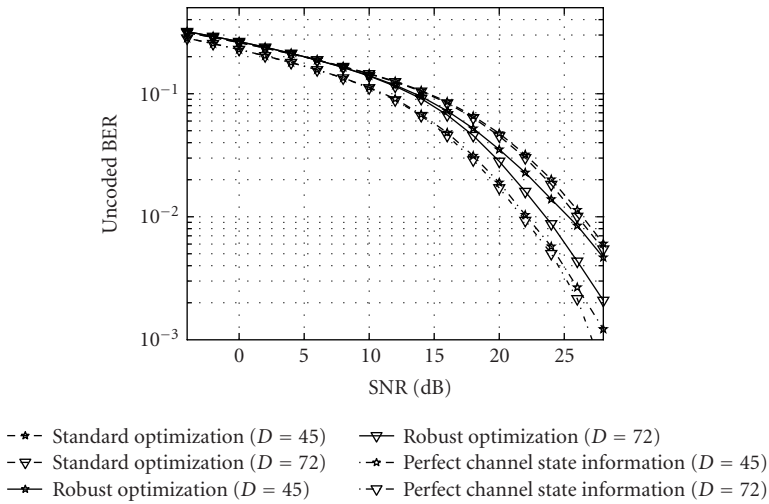 10⁻¹
10⁻²
10⁻³
Uncoded BER
0 5 10 15 20 25
SNR (dB)
Standard optimization (D = 45)
Standard optimization (D = 72)
Robust optimization (D = 45)
Robust optimization (D = 72)
Perfect channel state information (D = 45)
Perfect channel state information (D = 72)